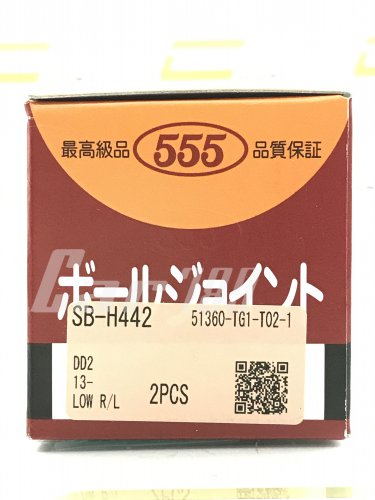 最高級品 555 品質保証
ボールジョイント
SB-H442 51360-TG1-T02-1
DD2
13-
LOW R/L 2PCS